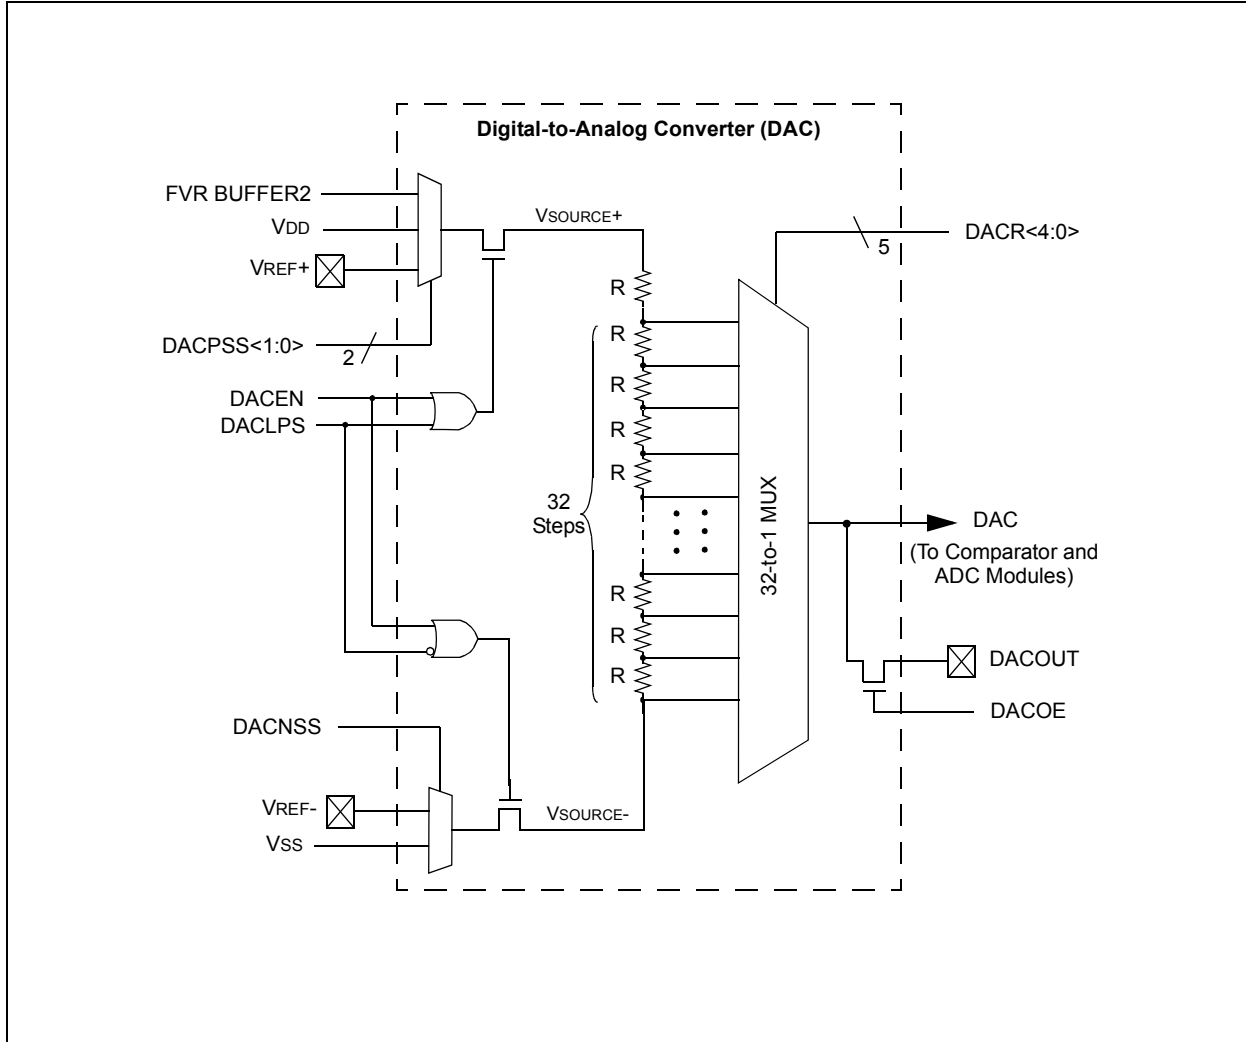 Digital-to-Analog Converter (DAC)
FVR BUFFER2
VDD
VREF+
VSOURCE+
DACR<4:0>
5
DACPSS<1:0>
2
DACEN
DACLPS
R
R
R
R
R
32
Steps
R
R
R
32-to-1 MUX
DAC
(To Comparator and
ADC Modules)
DACOUT
DACOE
DACNSS
VREF-
VSS
VSOURCE-